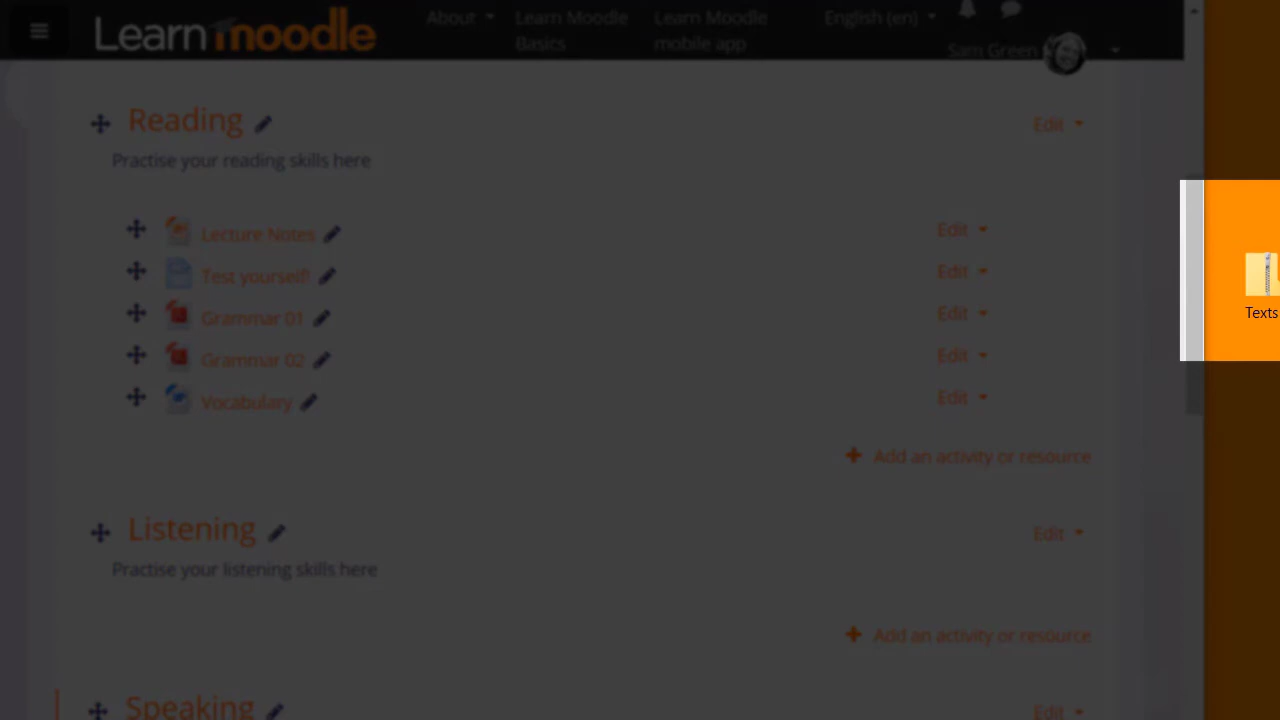 Learn moodle
About
Learn Moodle Basics
Learn Moodle mobile app
English (en)
Sam Green
Reading
Edit
Practise your reading skills here
Lecture Notes
Edit
Test yourself!
Edit
Grammar 01
Edit
Grammar 02
Edit
Vocabulary
Edit
Add an activity or resource
Listening
Edit
Practise your listening skills here
Add an activity or resource
Speaking
Edit
Texts